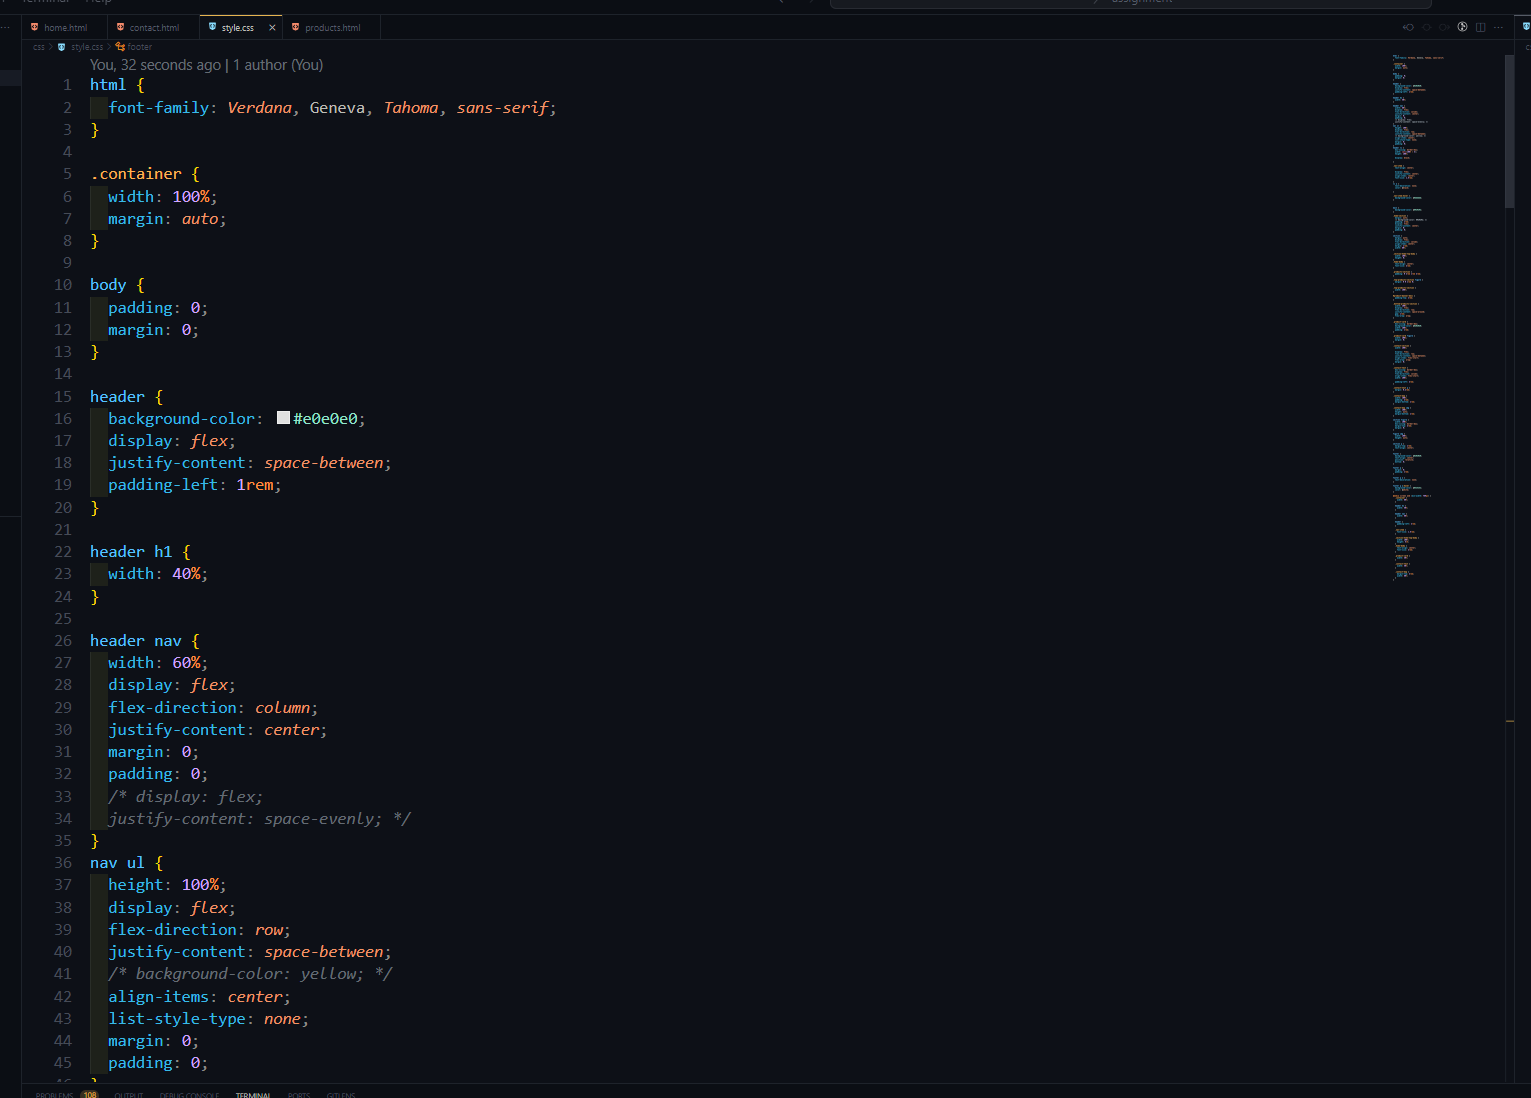 Terminal Help
assignment
home.html contact.html style.css products.html
css > style.css > footer
You, 32 seconds ago | 1 author (You)
1 html {
2 font-family: Verdana, Geneva, Tahoma, sans-serif;
3 }
4
5 .container {
6 width: 100%;
7 margin: auto;
8 }
9
10 body {
11 padding: 0;
12 margin: 0;
13 }
14
15 header {
16 background-color: #e0e0e0;
17 display: flex;
18 justify-content: space-between;
19 padding-left: 1rem;
20 }
21
22 header h1 {
23 width: 40%;
24 }
25
26 header nav {
27 width: 60%;
28 display: flex;
29 flex-direction: column;
30 justify-content: center;
31 margin: 0;
32 padding: 0;
33 /* display: flex;
34 justify-content: space-evenly; */
35 }
36 nav ul {
37 height: 100%;
38 display: flex;
39 flex-direction: row;
40 justify-content: space-between;
41 /* background-color: yellow; */
42 align-items: center;
43 list-style-type: none;
44 margin: 0;
45 padding: 0;
46 }
PROBLEMS 108 OUTPUT DEBUG CONSOLE TERMINAL PORTS GITLENS